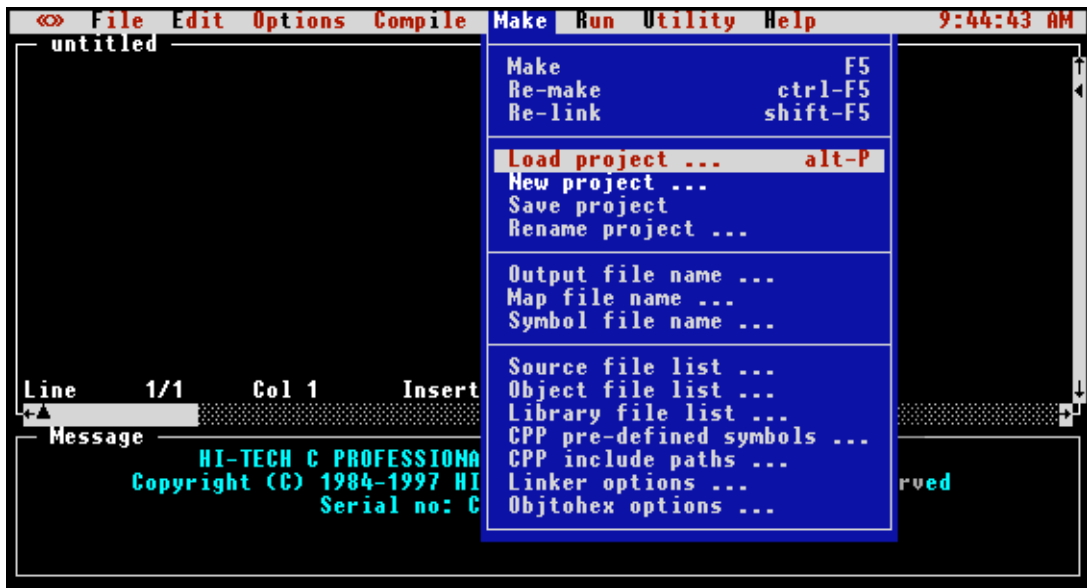 <<>> File Edit Options Compile Make Run Utility Help 9:44:43 AM
untitled
Make F5
Re-make ctrl-F5
Re-link shift-F5
Load project ... alt-P
New project ...
Save project
Rename project ...
Output file name ...
Map file name ...
Symbol file name ...
Source file list ...
Object file list ...
Library file list ...
CPP pre-defined symbols ...
CPP include paths ...
Linker options ...
Objtohex options ...
Line 1/1 Col 1 Insert
Message
HI-TECH C PROFESSIONA
Copyright (C) 1984-1997 HI rved
Serial no: C